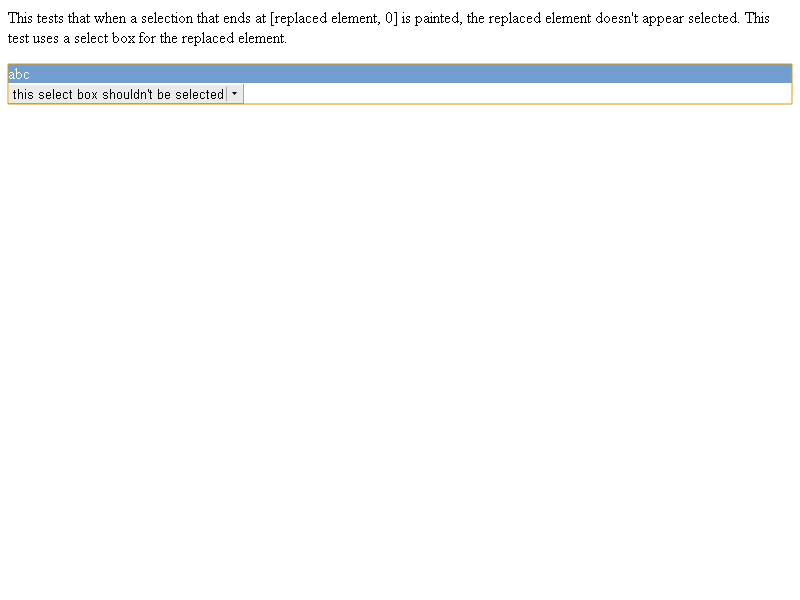 This tests that when a selection that ends at [replaced element, 0] is painted, the replaced element doesn't appear selected. This
test uses a select box for the replaced element.
abc
this select box shouldn't be selected